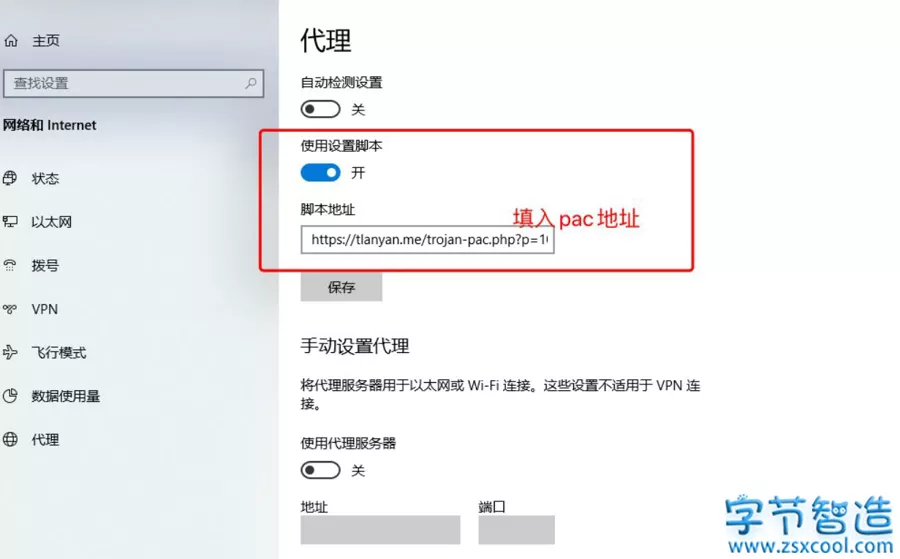 主页
查找设置
网络和 Internet
状态
以太网
拨号
VPN
飞行模式
数据使用量
代理
代理
自动检测设置
关
使用设置脚本
开
脚本地址
填入 pac 地址
https://tlanyan.me/trojan-pac.php?p=10
保存
手动设置代理
将代理服务器用于以太网或 Wi-Fi 连接。这些设置不适用于 VPN 连
接。
使用代理服务器
关
地址
端口
字节智造
www.zsxcool.com